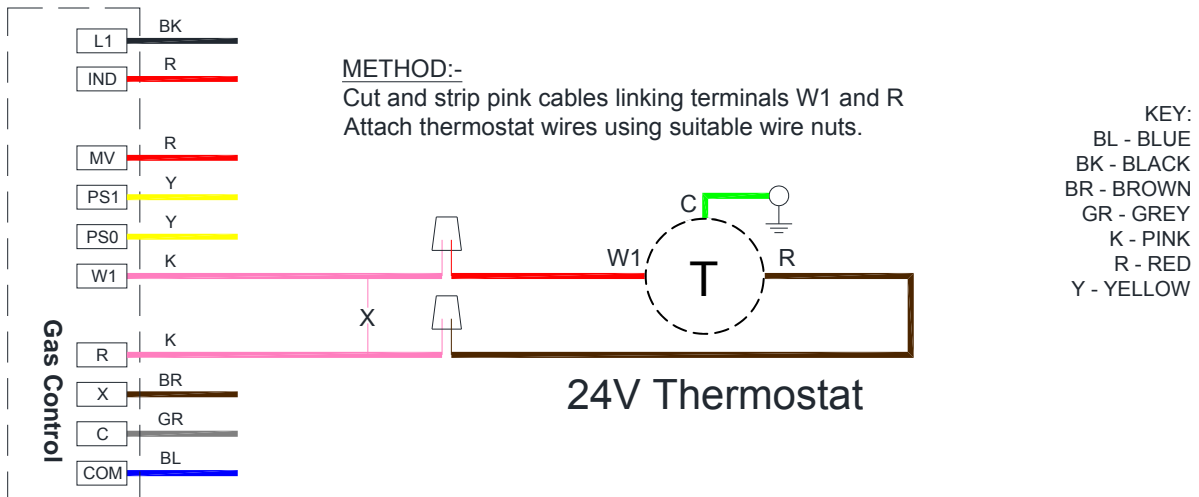 L1 BK
IND R
METHOD:-
Cut and strip pink cables linking terminals W1 and R
Attach thermostat wires using suitable wire nuts.
KEY:
BL - BLUE
BK - BLACK
BR - BROWN
GR - GREY
K - PINK
R - RED
Y - YELLOW
MV R
PS1 Y
PS0 Y
W1 K
C
W1
T
R
X
R K
X BR
C GR
COM BL
Gas Control
24V Thermostat